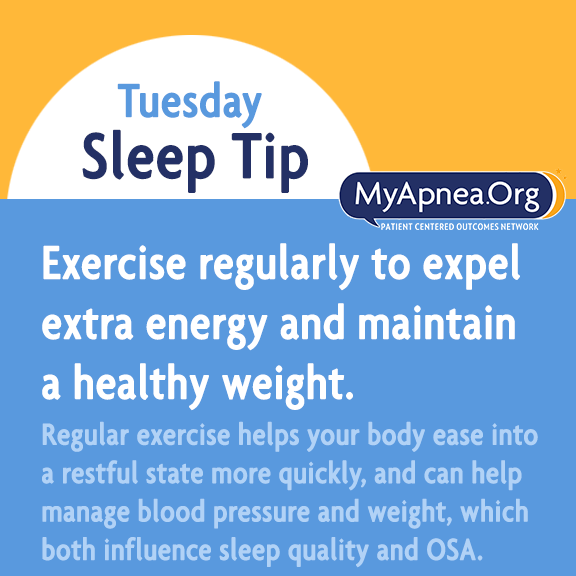 Tuesday
Sleep Tip
MyApnea.Org
PATIENT CENTERED OUTCOMES NETWORK
Exercise regularly to expel
extra energy and maintain
a healthy weight.
Regular exercise helps your body ease into
a restful state more quickly, and can help
manage blood pressure and weight, which
both influence sleep quality and OSA.